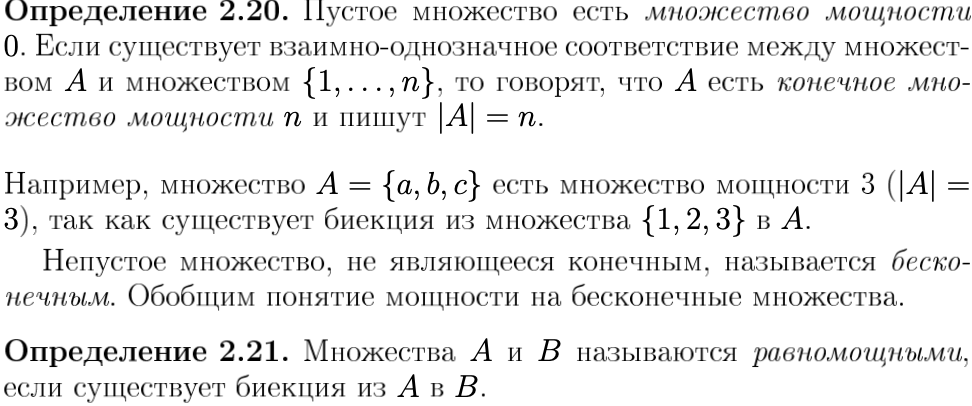 Определение 2.20. Пустое множество есть множество мощности
0. Если существует взаимно-однозначное соответствие между множест-
вом A и множеством {1, . . . , n}, то говорят, что A есть конечное мно-
жество мощности n и пишут |A| = n.
Например, множество A = {a, b, c} есть множество мощности 3 (|A| =
3), так как существует биекция из множества {1, 2, 3} в A.
Непустое множество, не являющееся конечным, называется беско-
нечным. Обобщим понятие мощности на бесконечные множества.
Определение 2.21. Множества A и B называются равномощными,
если существует биекция из A в B.